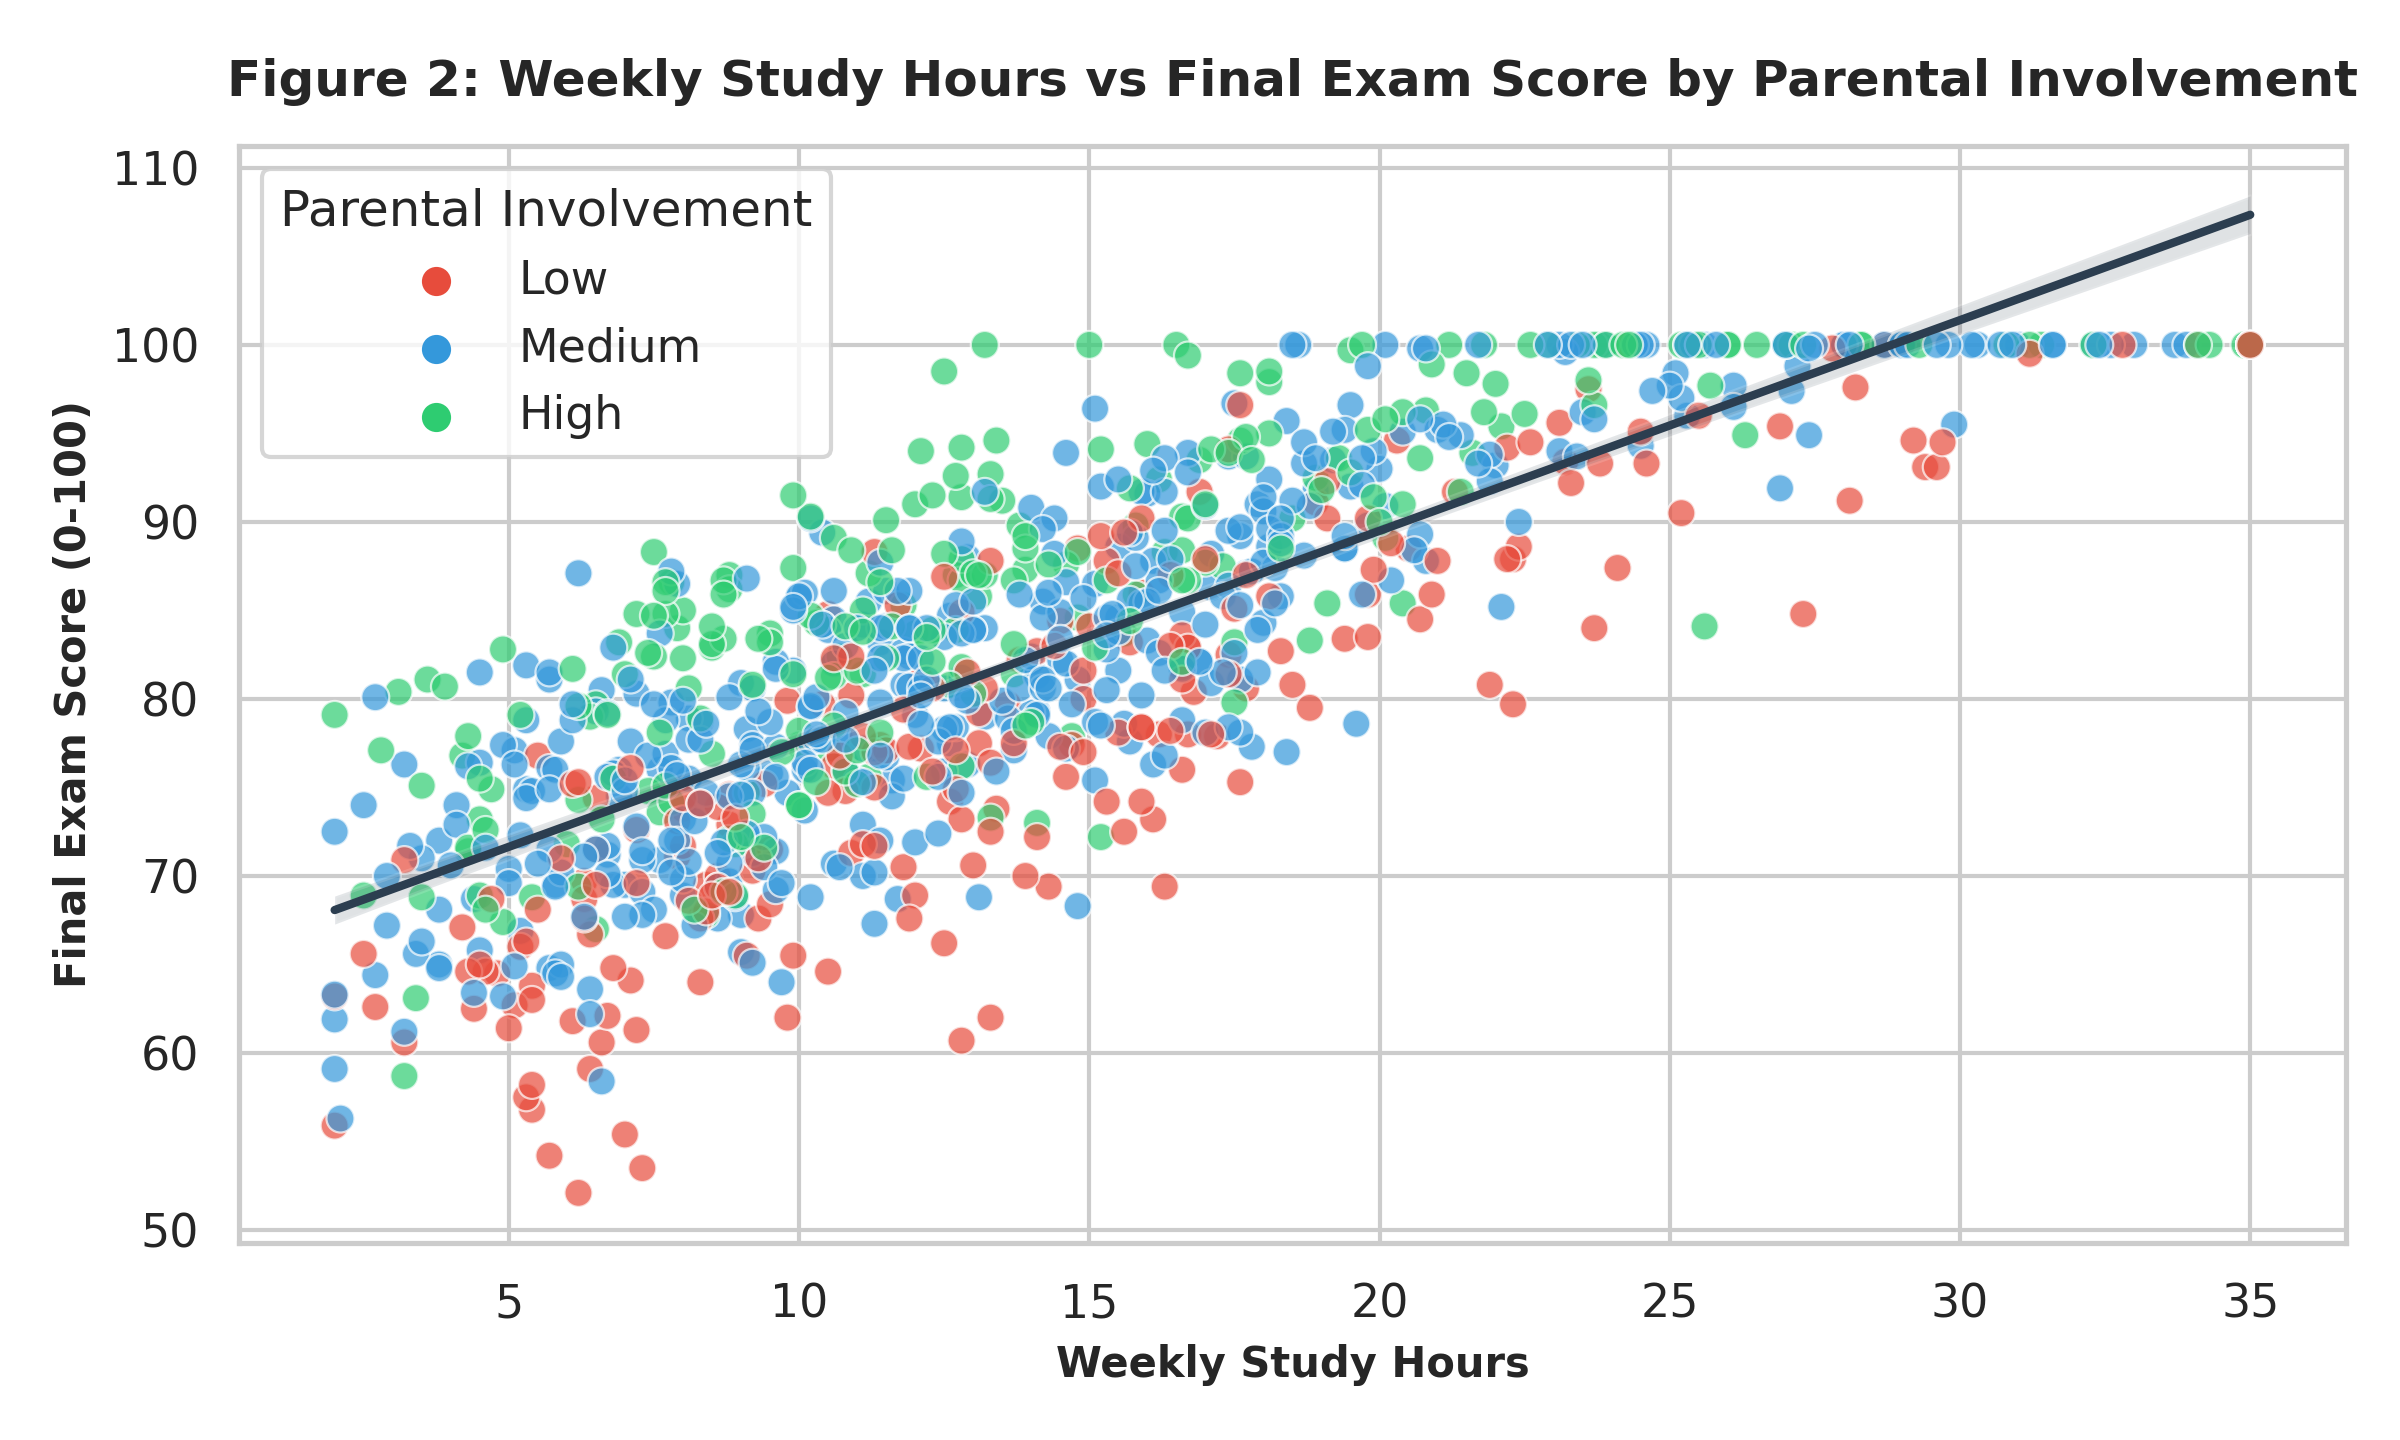 Figure 2: Weekly Study Hours vs Final Exam Score by Parental Involvement
110
100
90
80
70
60
50
Final Exam Score (0-100)
Parental Involvement
Low
Medium
High
5 10 15 20 25 30 35
Weekly Study Hours